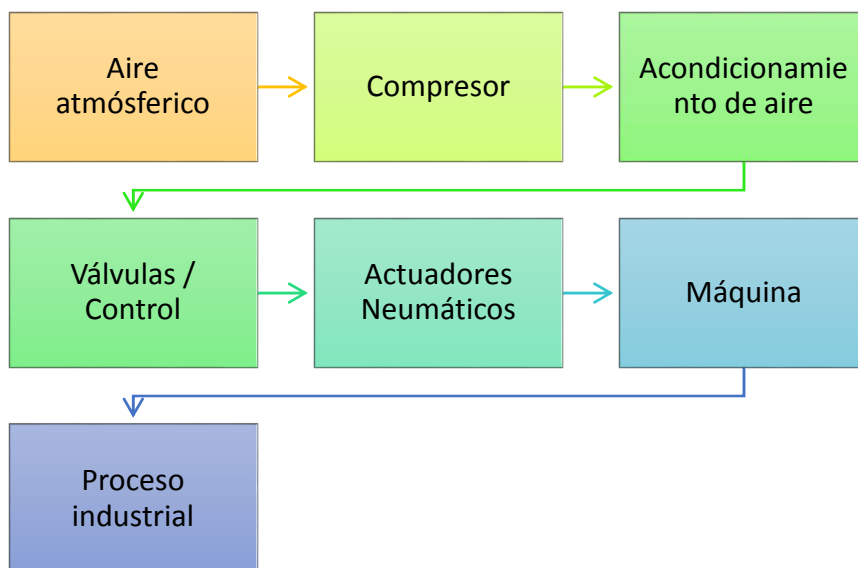 Aire
atmósferico
Compresor
Acondicionamie
nto de aire
Válvulas /
Control
Actuadores
Neumáticos
Máquina
Proceso
industrial